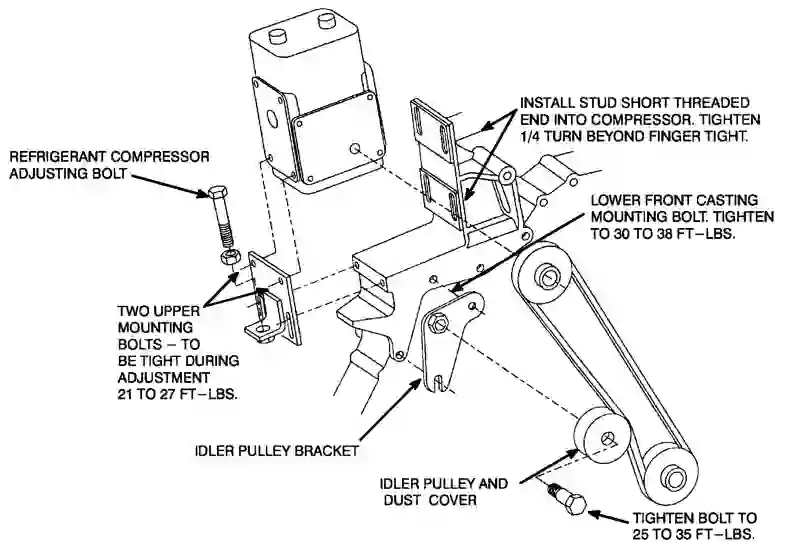 INSTALL STUD SHORT THREADED
END INTO COMPRESSOR. TIGHTEN
1/4 TURN BEYOND FINGER TIGHT.
REFRIGERANT COMPRESSOR
ADJUSTING BOLT
LOWER FRONT CASTING
MOUNTING BOLT. TIGHTEN
TO 30 TO 38 FT-LBS.
TWO UPPER
MOUNTING
BOLTS - TO
BE TIGHT DURING
ADJUSTMENT
21 TO 27 FT-LBS.
IDLER PULLEY BRACKET
IDLER PULLEY AND
DUST COVER
TIGHTEN BOLT TO
25 TO 35 FT-LBS.